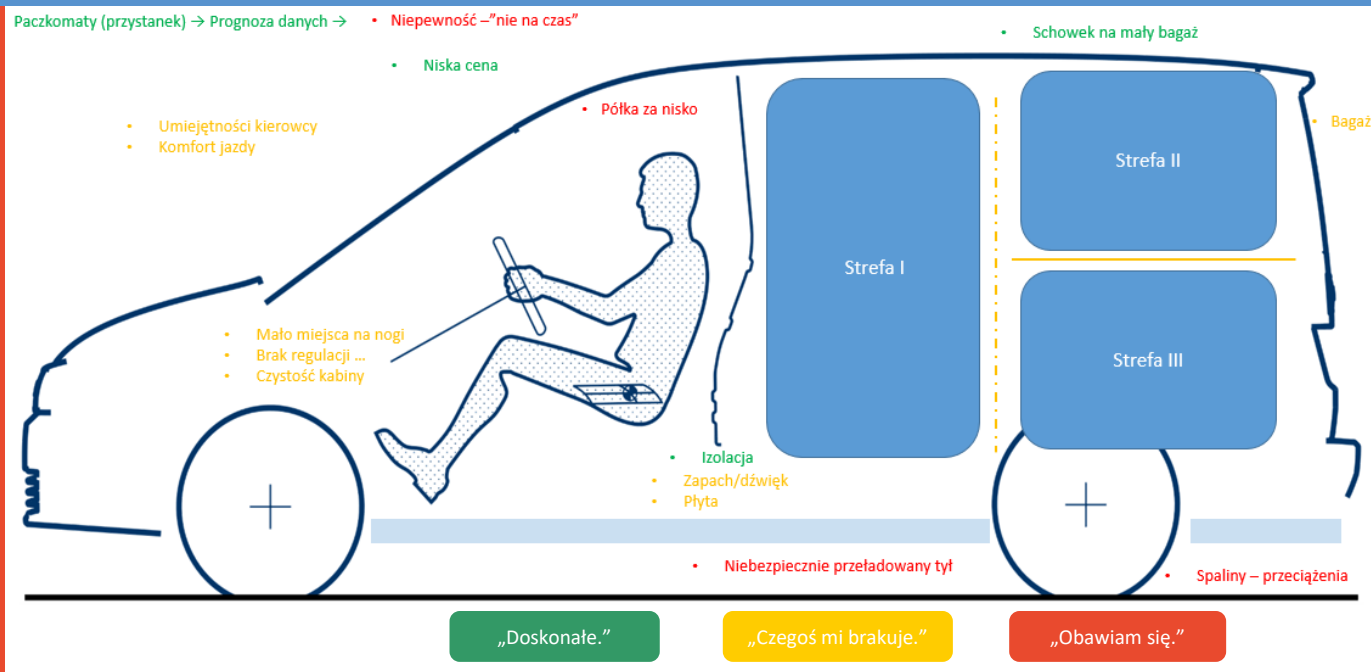 Paczkomaty (przystanek) → Prognoza danych →
• Niepewność –”nie na czas”
• Niska cena
• Schowek na mały bagaż
• Półka za nisko
• Umiejętności kierowcy
• Komfort jazdy
• Bagaż
Strefa I
Strefa II
Strefa III
• Mało miejsca na nogi
• Brak regulacji ...
• Czystość kabiny
• Izolacja
• Zapach/dźwięk
• Płyta
• Niebezpiecznie przeładowany tył
• Spaliny – przeciążenia
„Doskonałe.”
„Czegoś mi brakuje.”
„Obawiam się.”